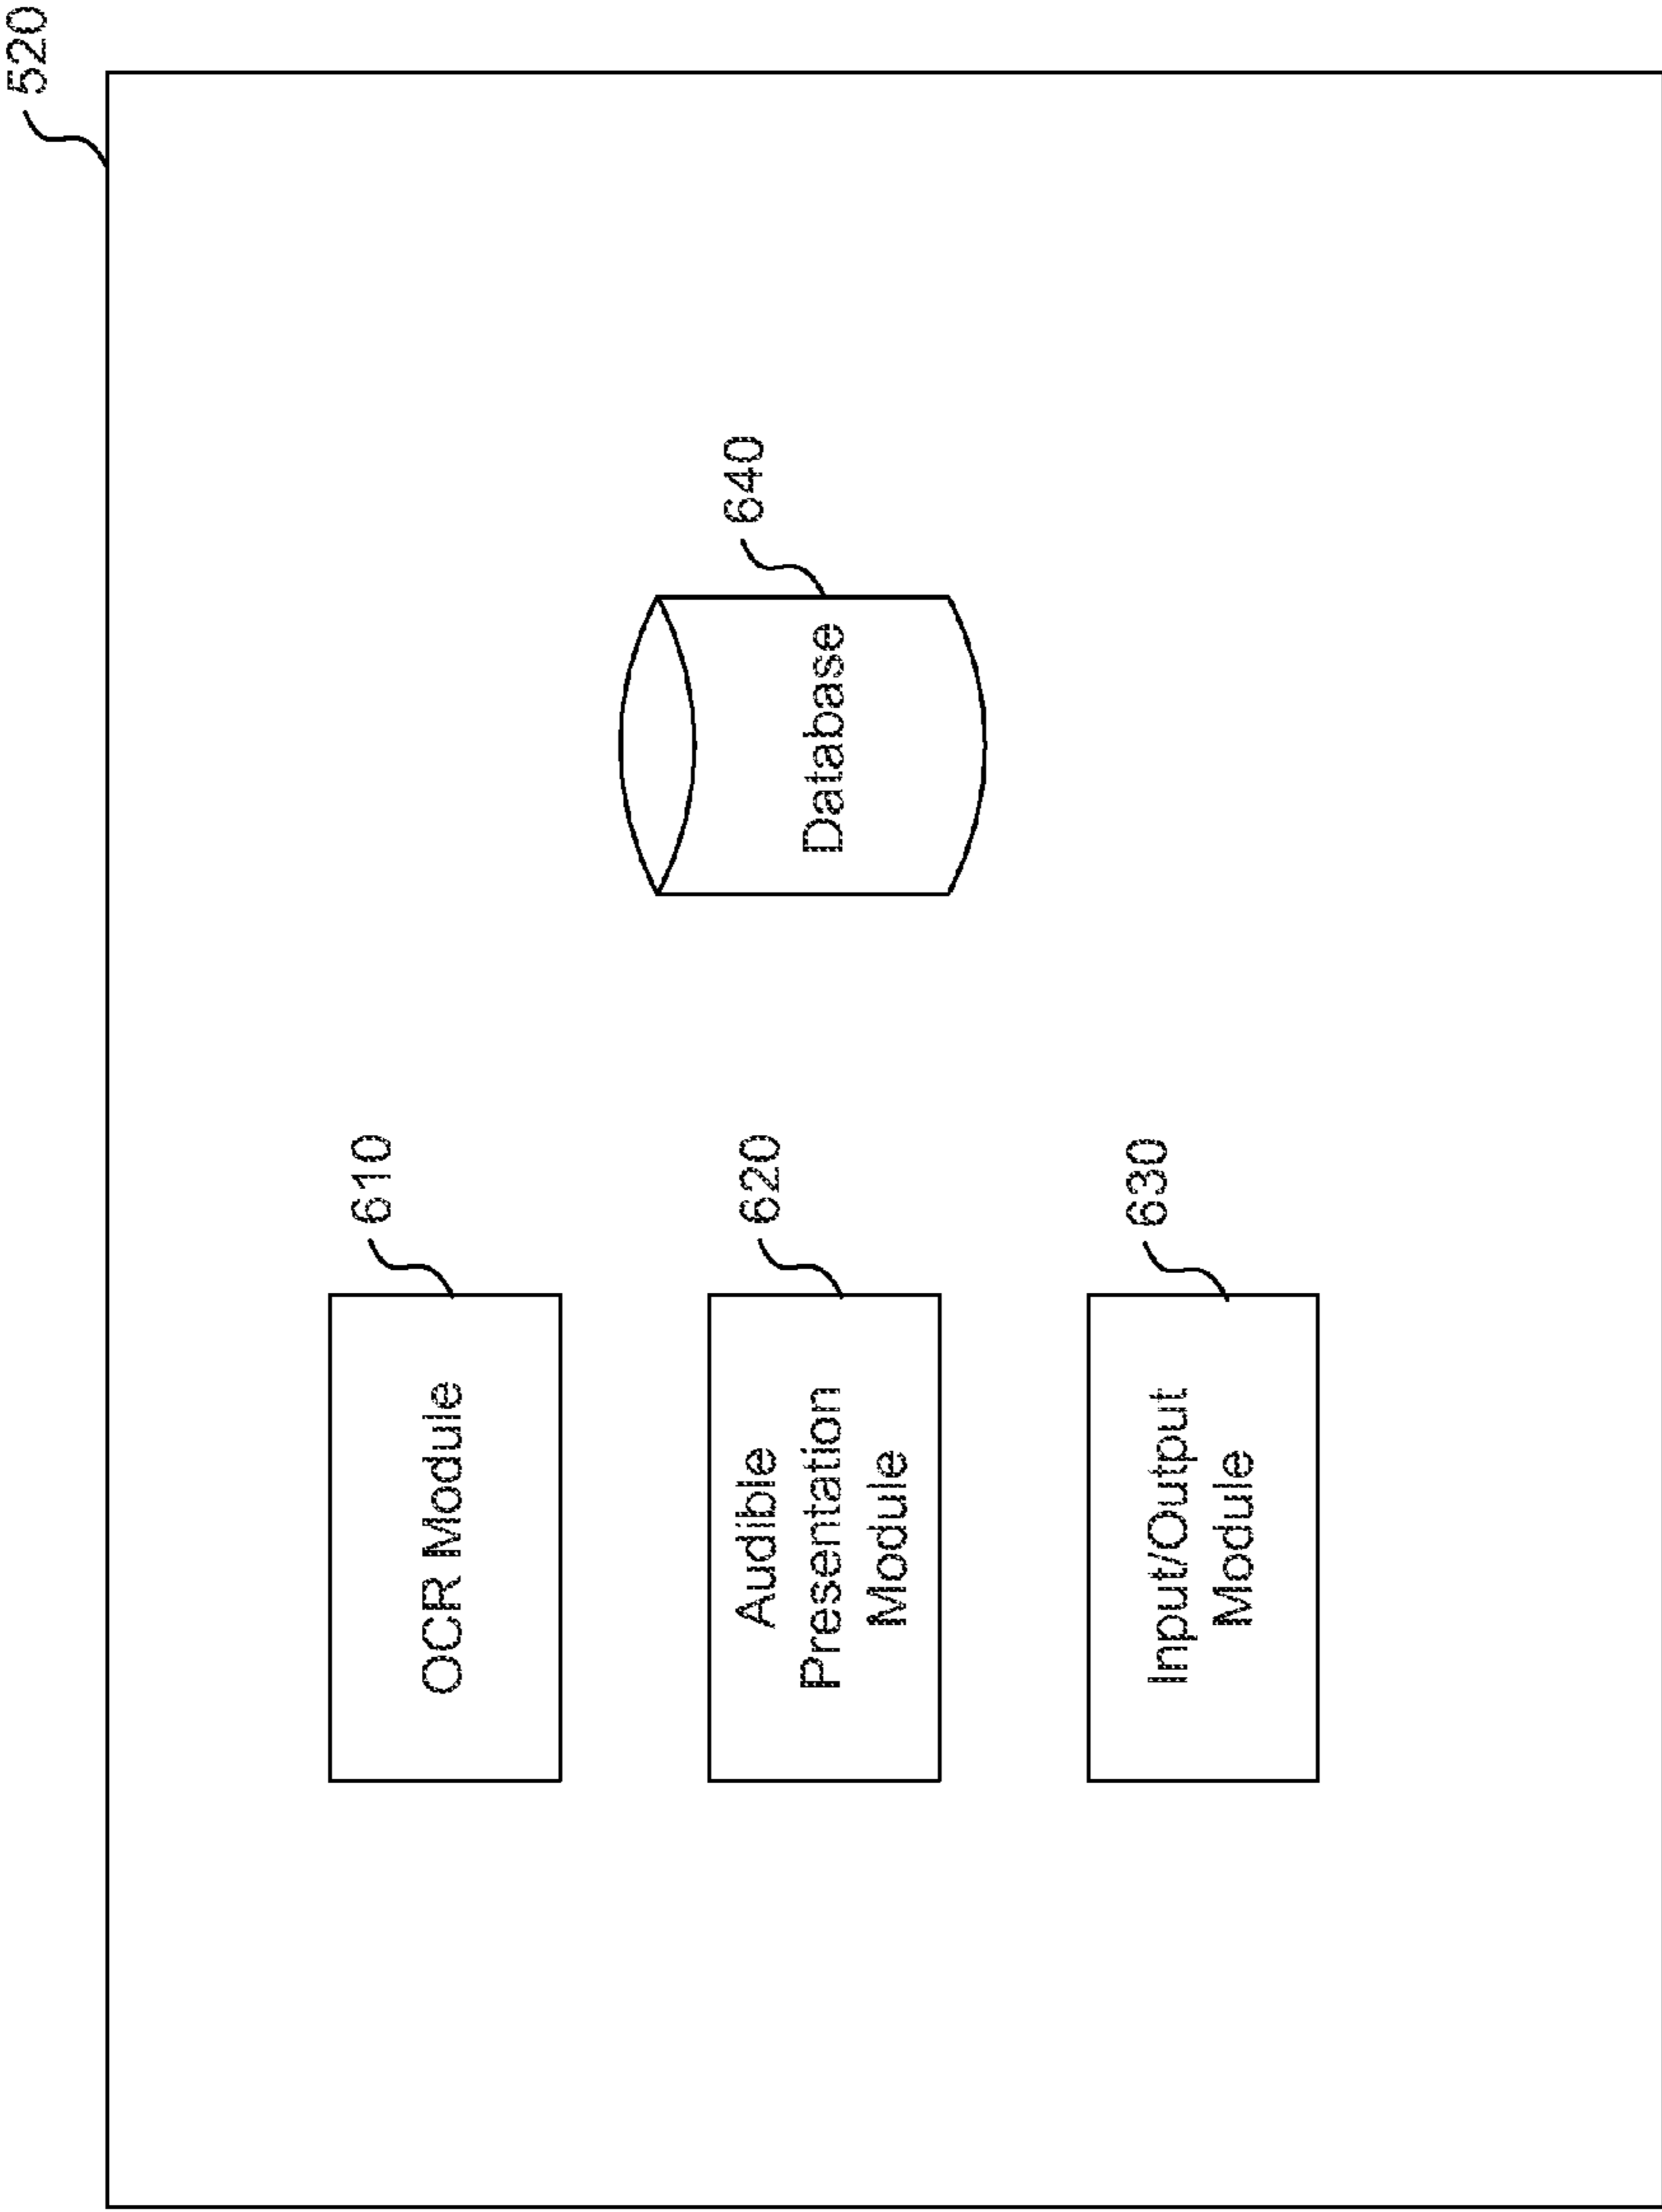 520
OCR Module
610
Audible
Presentation
Module
620
Input/Output
Module
630
Database
640